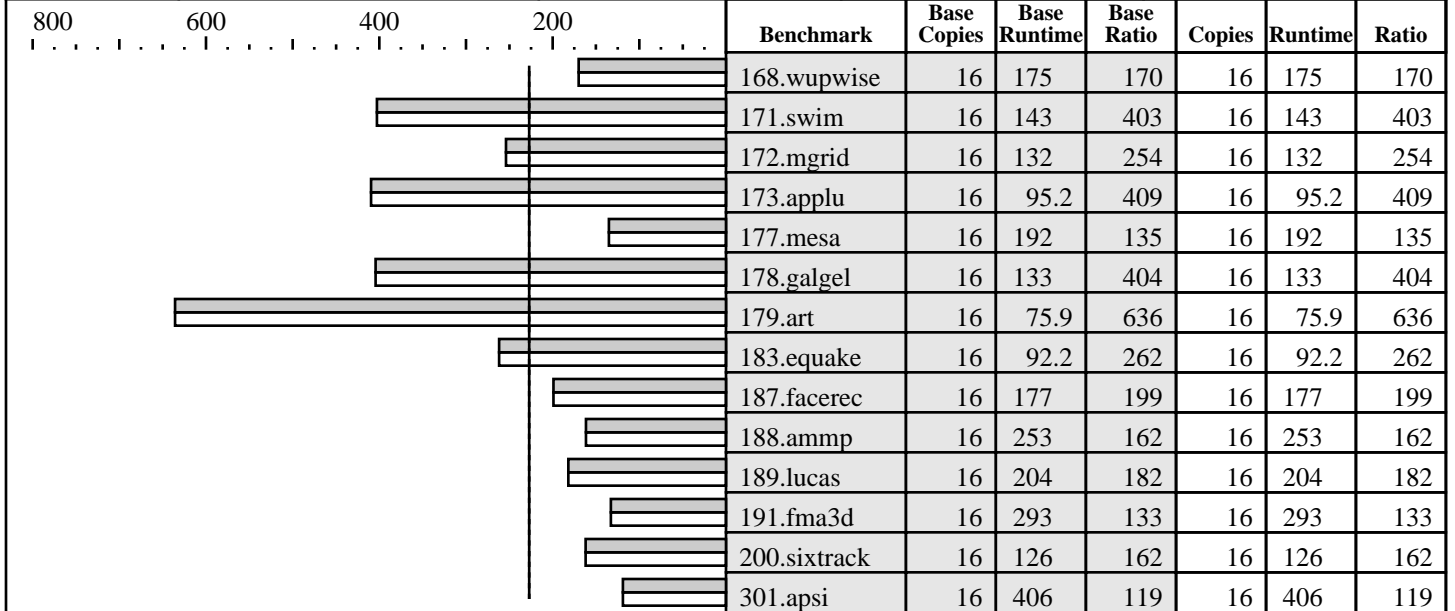 800 600 400 200
Benchmark Base Copies Base Runtime Base Ratio Copies Runtime Ratio
168.wupwise 16 175 170 16 175 170
171.swim 16 143 403 16 143 403
172.mgrid 16 132 254 16 132 254
173.applu 16 95.2 409 16 95.2 409
177.mesa 16 192 135 16 192 135
178.galgel 16 133 404 16 133 404
179.art 16 75.9 636 16 75.9 636
183.equake 16 92.2 262 16 92.2 262
187.facerec 16 177 199 16 177 199
188.ammp 16 253 162 16 253 162
189.lucas 16 204 182 16 204 182
191.fma3d 16 293 133 16 293 133
200.sixtrack 16 126 162 16 126 162
301.apsi 16 406 119 16 406 119